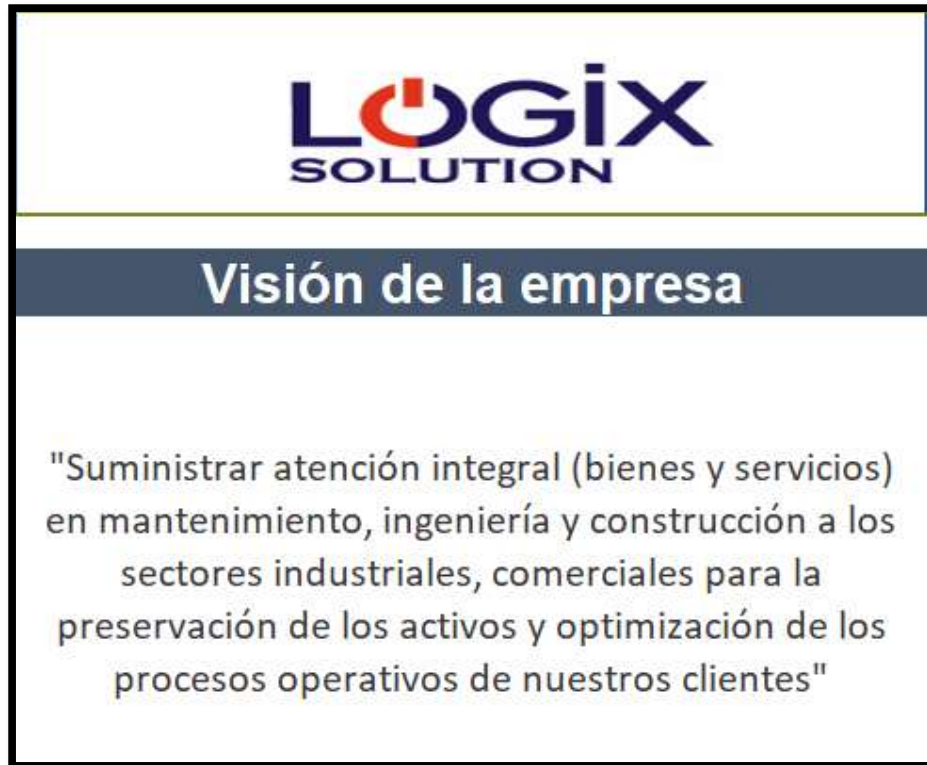 LOGiX
SOLUTION
Visión de la empresa
"Suministrar atención integral (bienes y servicios)
en mantenimiento, ingeniería y construcción a los
sectores industriales, comerciales para la
preservación de los activos y optimización de los
procesos operativos de nuestros clientes"